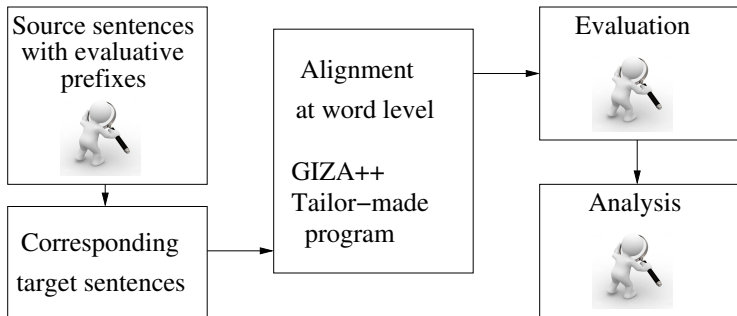 Source sentences
with evaluative
prefixes
Corresponding
target sentences
Alignment
at word level
GIZA++
Tailor−made
program
Evaluation
Analysis